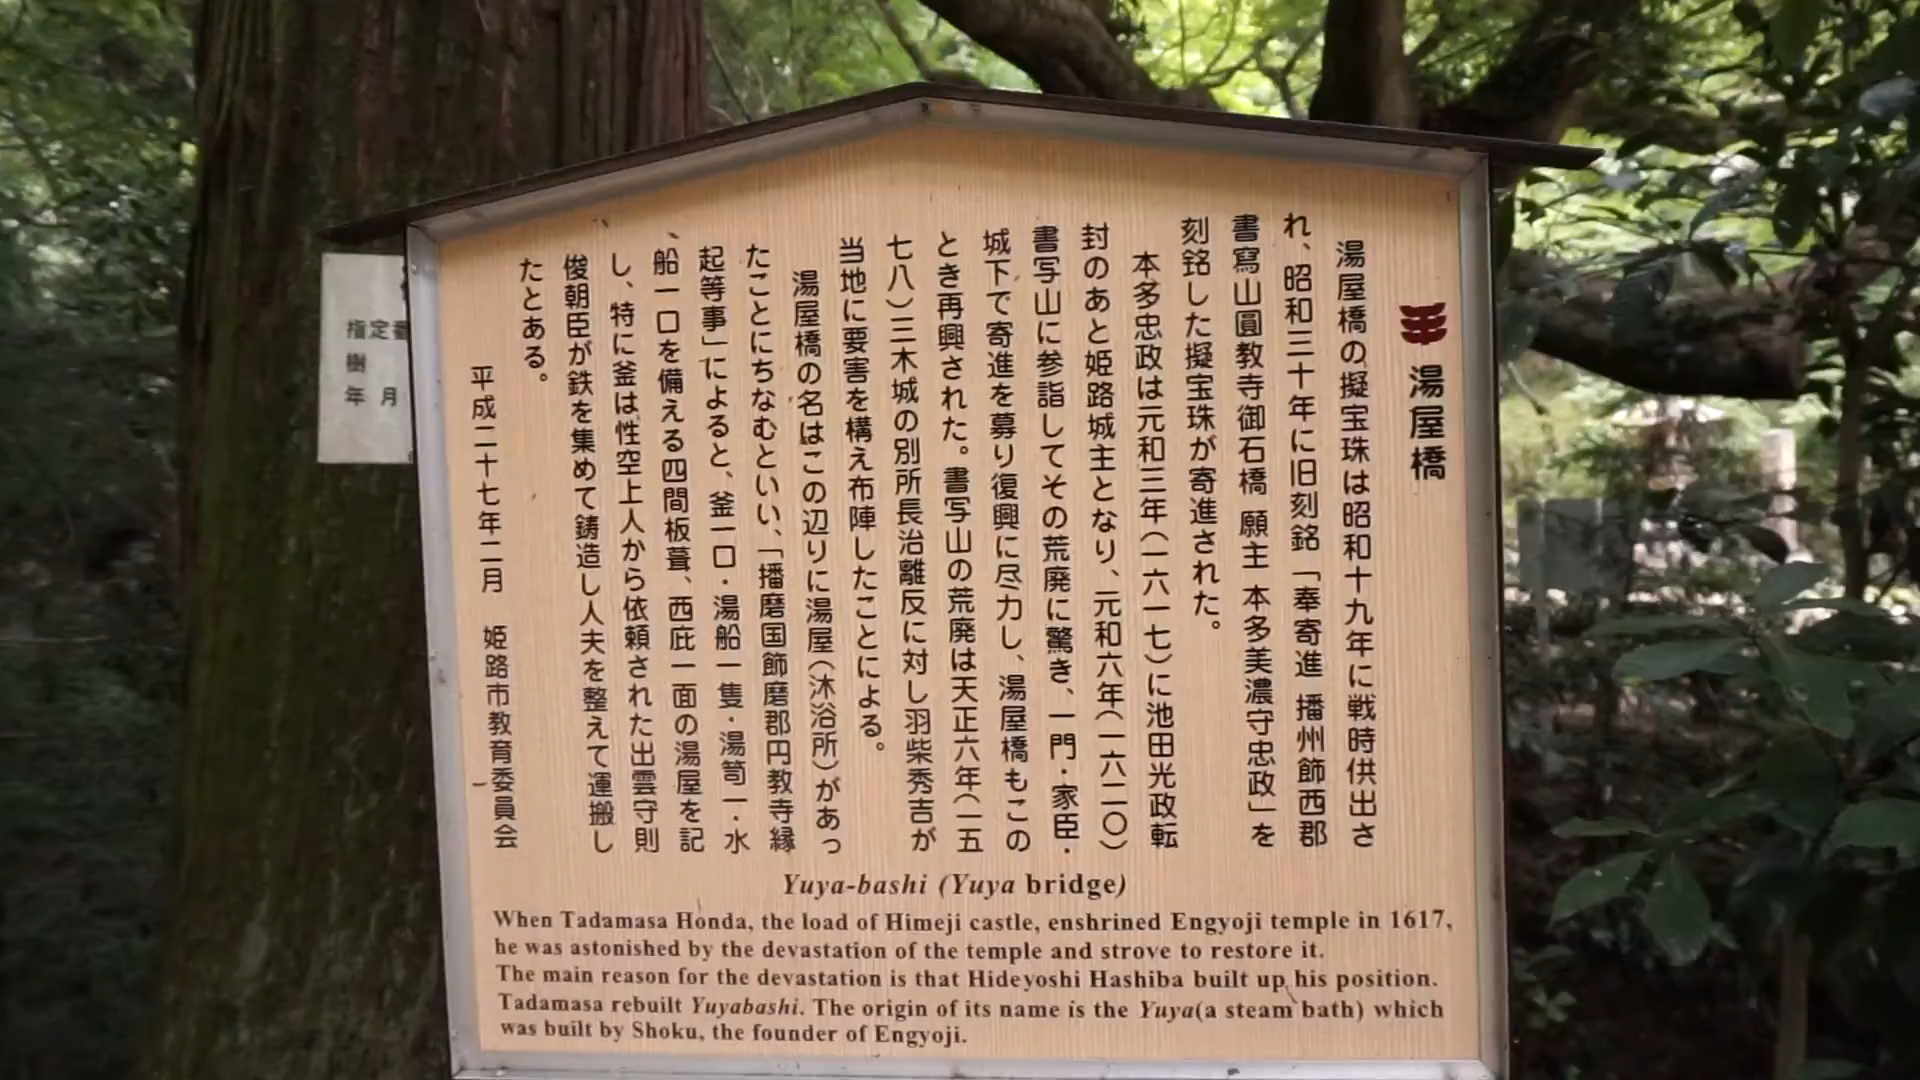 湯屋橋
湯屋橋の擬宝珠は昭和十九年に戦時供出さ
れ、昭和三十年に旧刻銘「奉寄進 播州飾西郡
書寫山圓教寺御石橋 願主 本多美濃守忠政」を
刻銘した擬宝珠が寄進された。
本多忠政は元和三年(一六一七)に池田光政転
封のあと姫路城主となり、元和六年(一六二〇)
書写山に参詣してその荒廃に驚き、一門・家臣・
城下で寄進を募り復興に尽力し、湯屋橋もこの
とき再興された。書写山の荒廃は天正六年(一五
七八)三木城の別所長治離反に対し羽柴秀吉が
当地に要害を構え布陣したことによる。
湯屋橋の名はこの辺りに湯屋(沐浴所)があっ
たことにちなむといい、「播磨国飾磨郡円教寺縁
起等事」によると、釜一口・湯船一隻・湯笥一・水
船一口を備える四間板葺、西庇一面の湯屋を記
し、特に釜は性空上人から依頼された出雲守則
俊朝臣が鉄を集めて鋳造し人夫を整えて運搬し
たとある。
平成二十七年二月 姫路市教育委員会
Yuya-bashi (Yuya bridge)
When Tadamasa Honda, the load of Himeji castle, enshrined Engyoji temple in 1617,
he was astonished by the devastation of the temple and strove to restore it.
The main reason for the devastation is that Hideyoshi Hashiba built up his position.
Tadamasa rebuilt Yuyabashi. The origin of its name is the Yuya(a steam bath) which
was built by Shoku, the founder of Engyoji.
指定番
樹
年 月